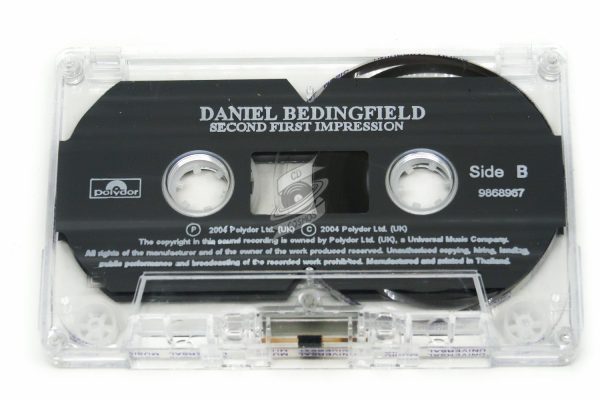 DANIEL BEDINGFIELD
SECOND FIRST IMPRESSION
polydor
Side B
9868967
CD
Ⓟ 2004 Polydor Ltd. (UK) Ⓒ 2004 Polydor Ltd. (UK)
The copyright in this sound recording is owned by Polydor Ltd. (UK), a Universal Music Company.
All rights of the manufacturer and of the owner of the work produced reserved. Unauthorised copying, hiring, lending,
public performance and broadcasting of the recorded work prohibited. Manufactured and printed in Thailand.